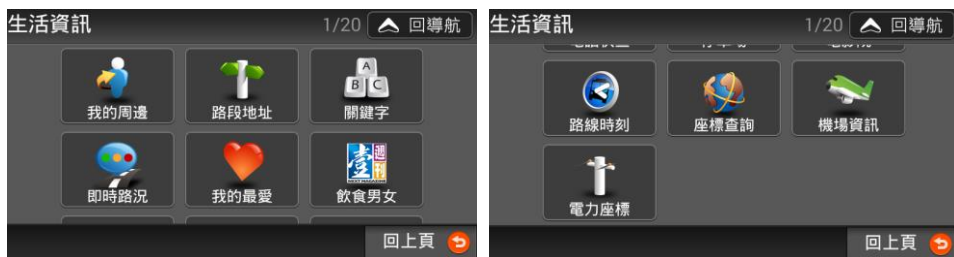 生活資訊 1/20 回導航
我的周邊 路段地址 關鍵字
A
B C
即時路況 我的最愛 飲食男女
壹週刊
回上頁
生活資訊 1/20 回導航
路線時刻 座標查詢 機場資訊
電力座標
回上頁